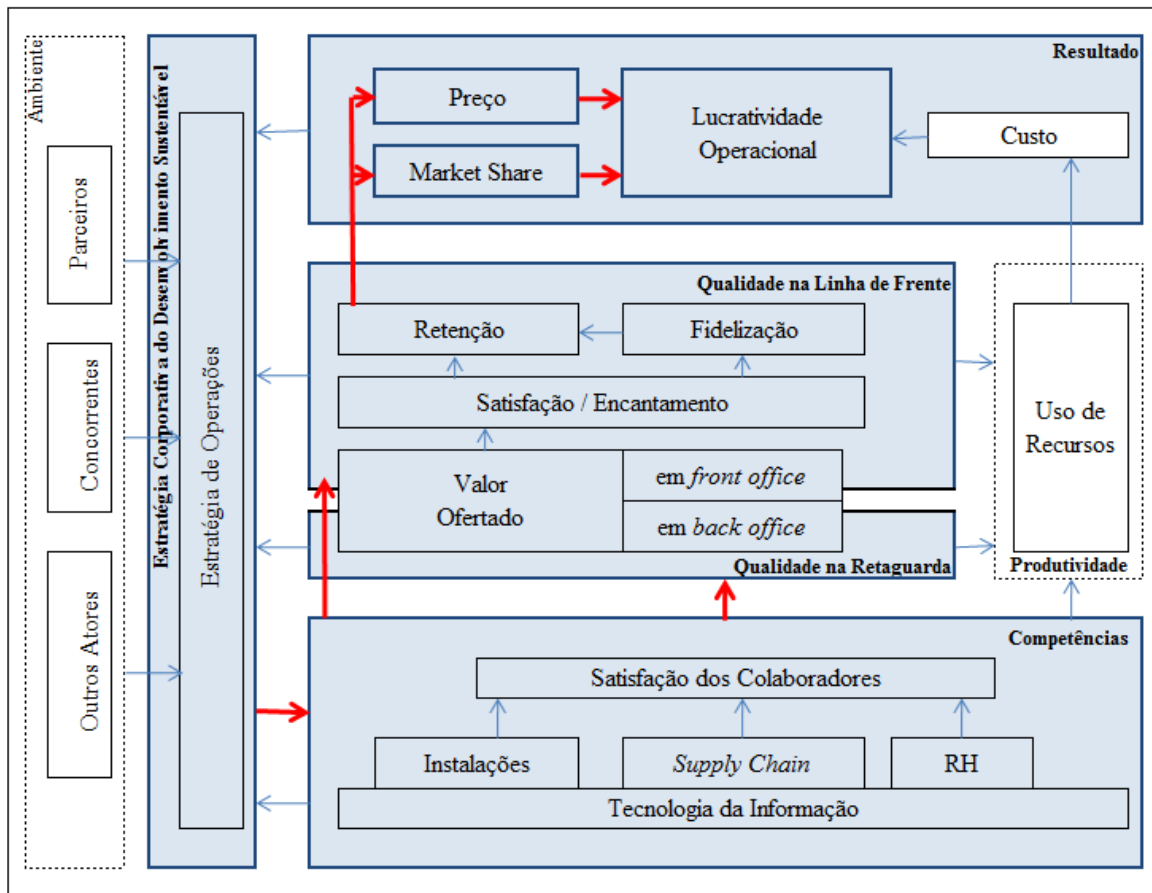 Ambiente
Parceiros
Concorrentes
Outros Atores
Estratégia Corporativa do Desenvolvimento Sustentável
Estratégia de Operações
Resultado
Preço
Market Share
Lucratividade
Operacional
Custo
Qualidade na Linha de Frente
Retenção
Fidelização
Satisfação / Encantamento
Valor
Ofertado
em front office
em back office
Qualidade na Retaguarda
Uso de
Recursos
Produtividade
Competências
Satisfação dos Colaboradores
Instalações
Supply Chain
RH
Tecnologia da Informação